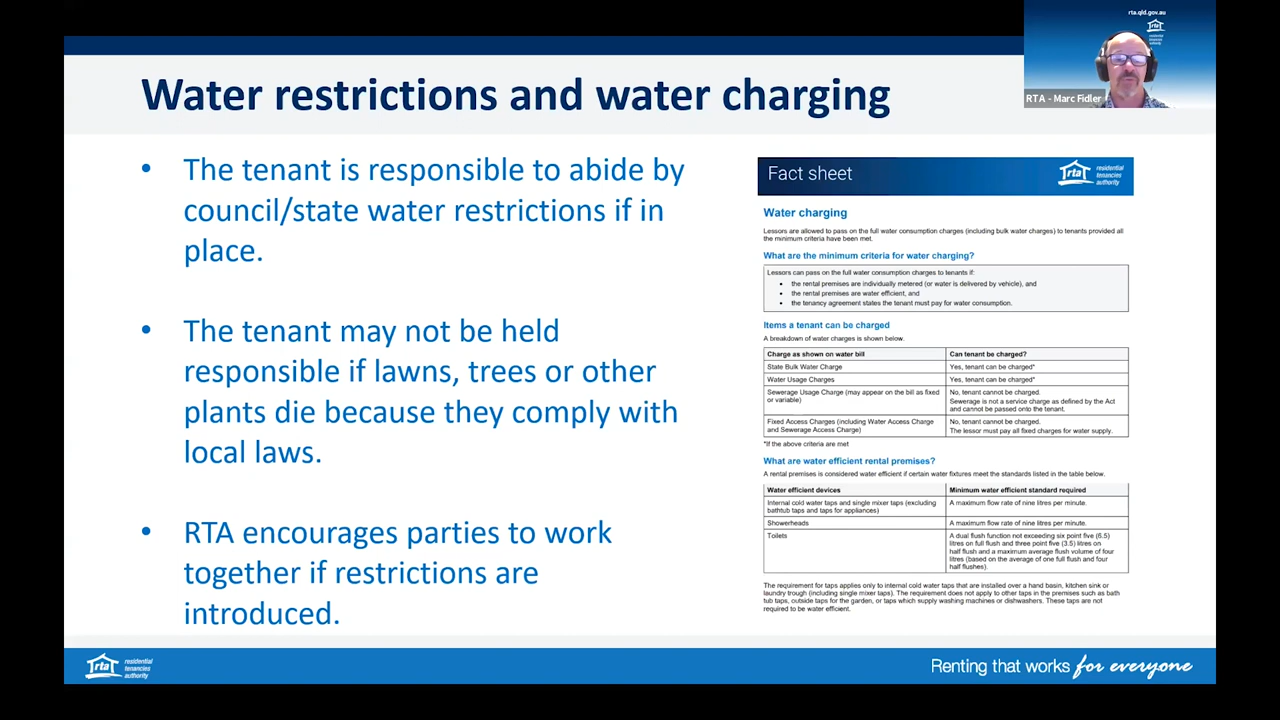 rta.qld.gov.au
rta
residential
tenancies
authority
RTA - Marc Fidler
Water restrictions and water charging
• The tenant is responsible to abide by
council/state water restrictions if in
place.
• The tenant may not be held
responsible if lawns, trees or other
plants die because they comply with
local laws.
• RTA encourages parties to work
together if restrictions are
introduced.
Fact sheet
rta
residential
tenancies
authority
Water charging
Lessors are allowed to pass on the full water consumption charges (including bulk water charges) to tenants provided all
the minimum criteria have been met.
What are the minimum criteria for water charging?
Lessors can pass on the full water consumption charges to tenants if:
• the rental premises are individually metered (or water is delivered by vehicle), and
• the rental premises are water efficient, and
• the tenancy agreement states the tenant must pay for water consumption.
Items a tenant can be charged
A breakdown of water charges is shown below.
Charge as shown on water bill Can tenant be charged?
State Bulk Water Charge Yes, tenant can be charged*
Water Usage Charges Yes, tenant can be charged*
Sewerage Usage Charge (may appear on the bill as fixed
or variable)
No, tenant cannot be charged.
Sewerage is not a service charge as defined by the Act
and cannot be passed onto the tenant.
Fixed Access Charges (including Water Access Charge
and Sewerage Access Charge)
No, tenant cannot be charged.
The lessor must pay all fixed charges for water supply.
*If the above criteria are met
What are water efficient rental premises?
A rental premises is considered water efficient if certain water fixtures meet the standards listed in the table below.
Water efficient devices Minimum water efficient standard required
Internal cold water taps and single mixer taps (excluding
bathtub taps and taps for appliances)
A maximum flow rate of nine litres per minute.
Showerheads A maximum flow rate of nine litres per minute.
Toilets
A dual flush function not exceeding six point five (6.5)
litres on full flush and three point five (3.5) litres on
half flush and a maximum average flush volume of four
litres (based on the average of one full flush and four
half flushes).
The requirement for taps applies only to internal cold water taps that are installed over a hand basin, kitchen sink or
laundry trough (including single mixer taps). The requirement does not apply to other taps in the premises such as bath
tub taps, outside taps for the garden, or taps which supply washing machines or dishwashers. These taps are not
required to be water efficient.
rta
residential
tenancies
authority
Renting that works for everyone